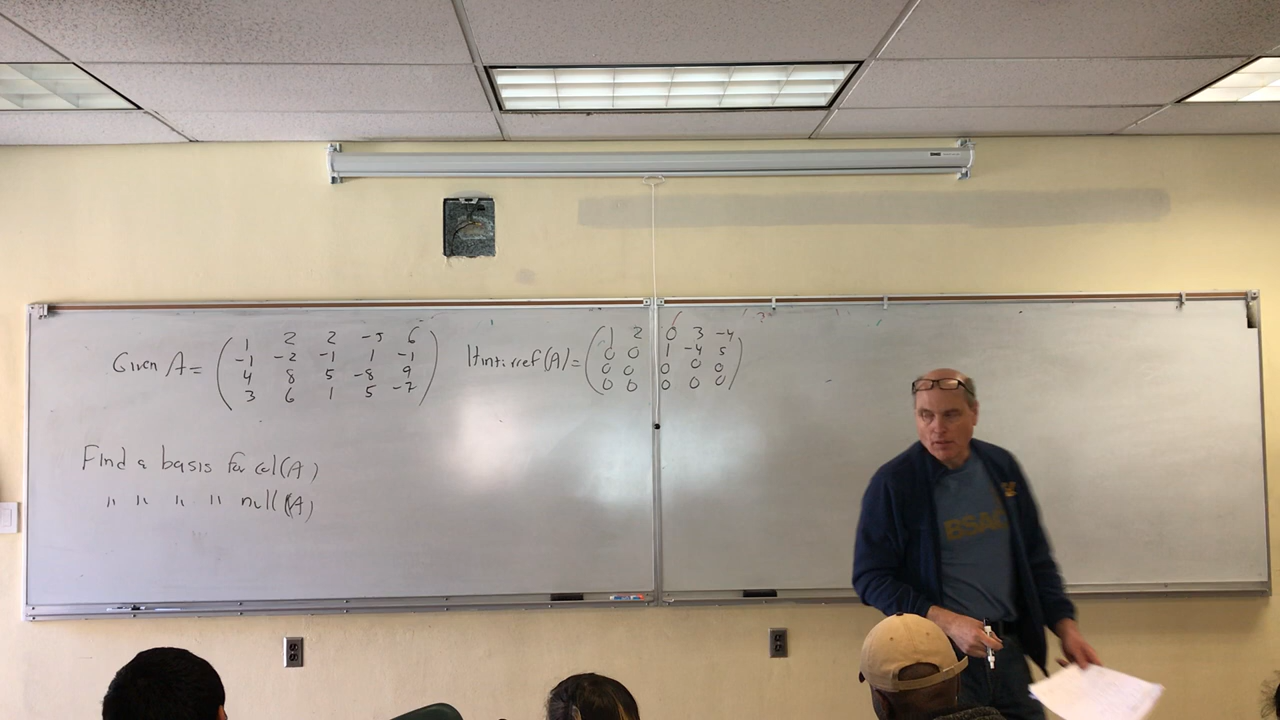 Given A = ( 1 2 2 -5 6
-1 -2 -1 1 -1
4 8 5 -8 9
3 6 1 5 -7 )
Hint: rref(A) = ( 1 2 0 3 -4
0 0 1 -4 5
0 0 0 0 0
0 0 0 0 0 )
Find a basis for col(A)
" " " " null(A)